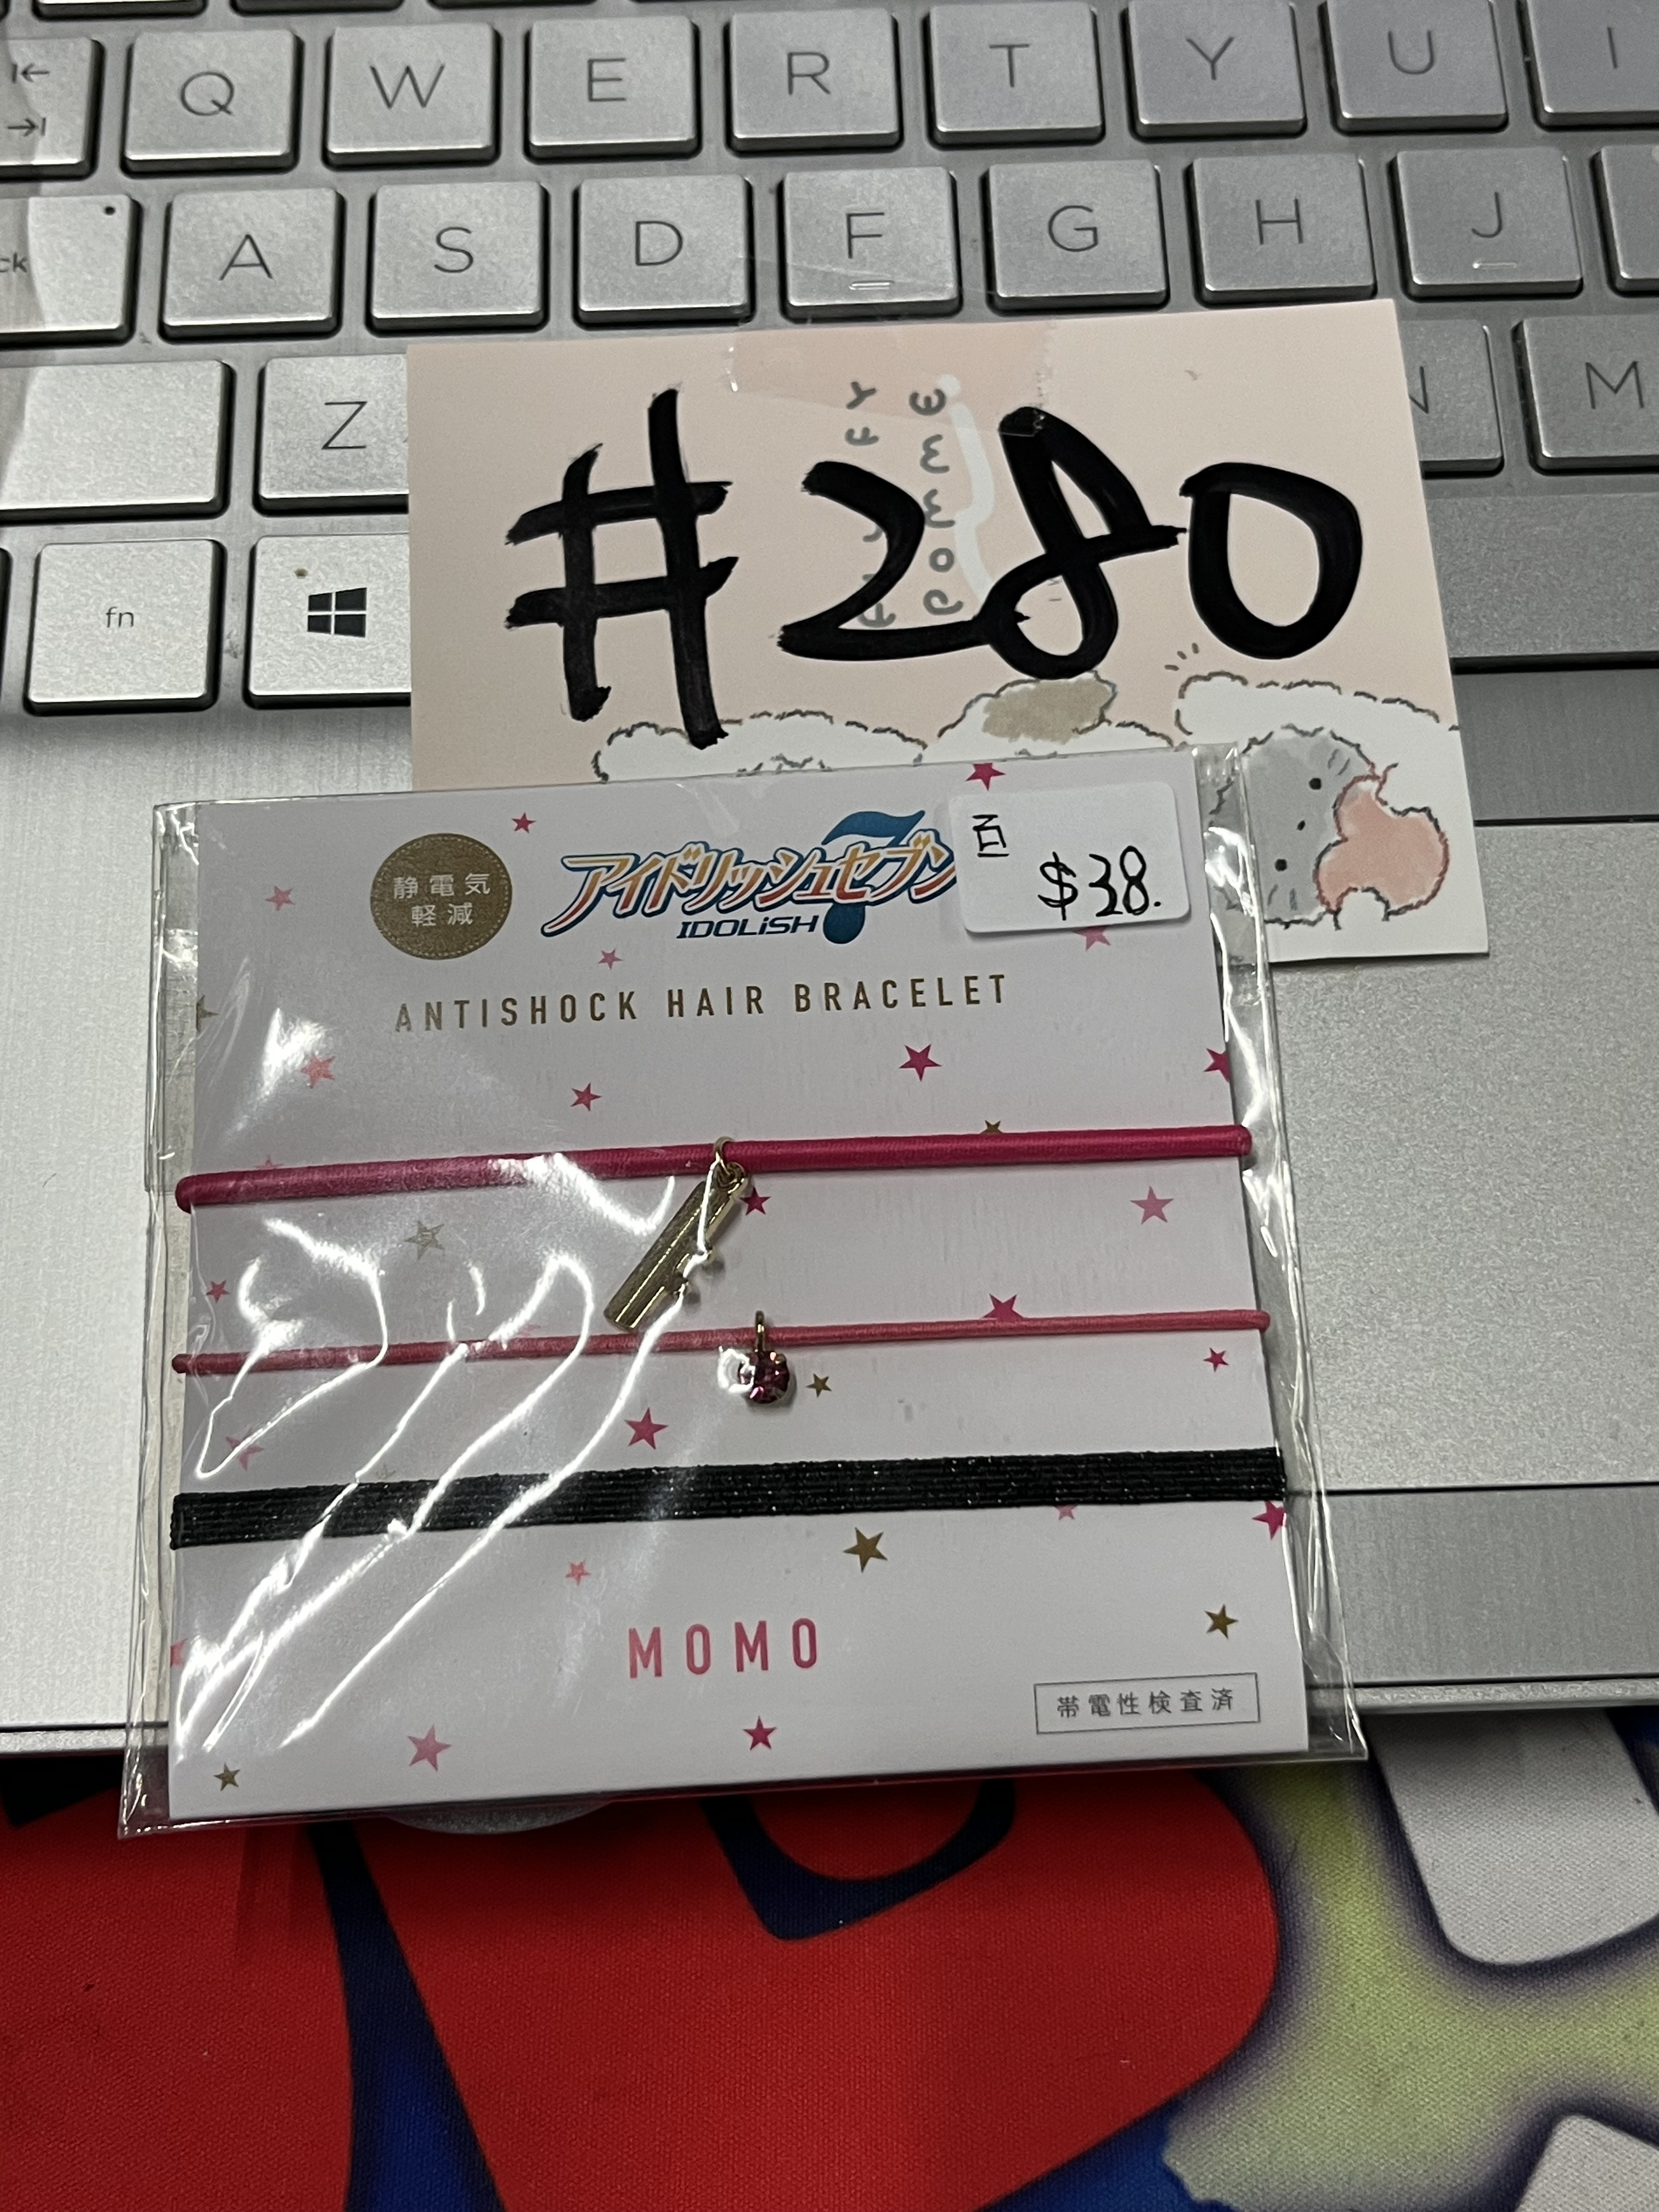 Q W E R T Y U I
ck A S D F G H J
Z N M
fn
#280
静電気
軽減
アイドリッシュセブン
IDOLiSH7
百
$38.
ANTISHOCK HAIR BRACELET
MOMO
帯電性検査済